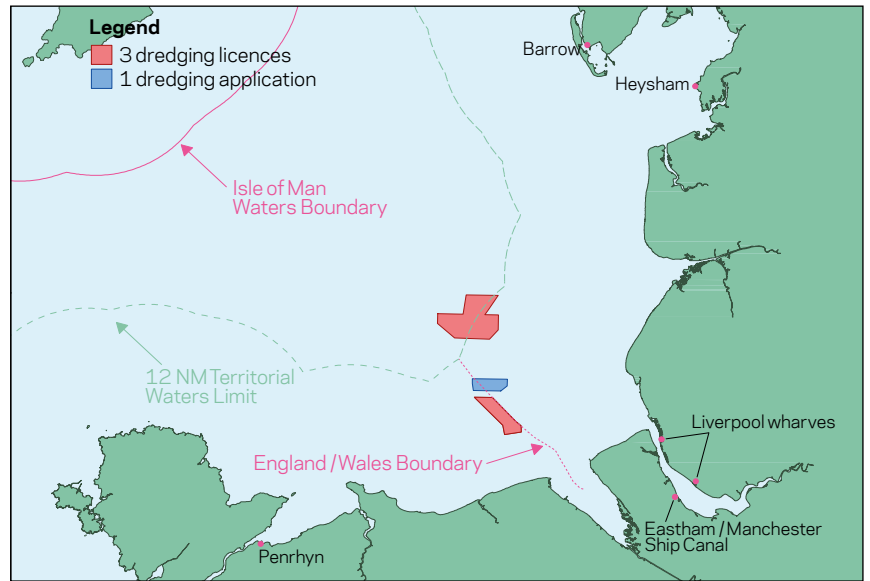 Legend
3 dredging licences
1 dredging application
Barrow
Heysham
Isle of Man
Waters Boundary
12 NM Territorial
Waters Limit
England / Wales Boundary
Liverpool wharves
Eastham / Manchester
Ship Canal
Penrhyn